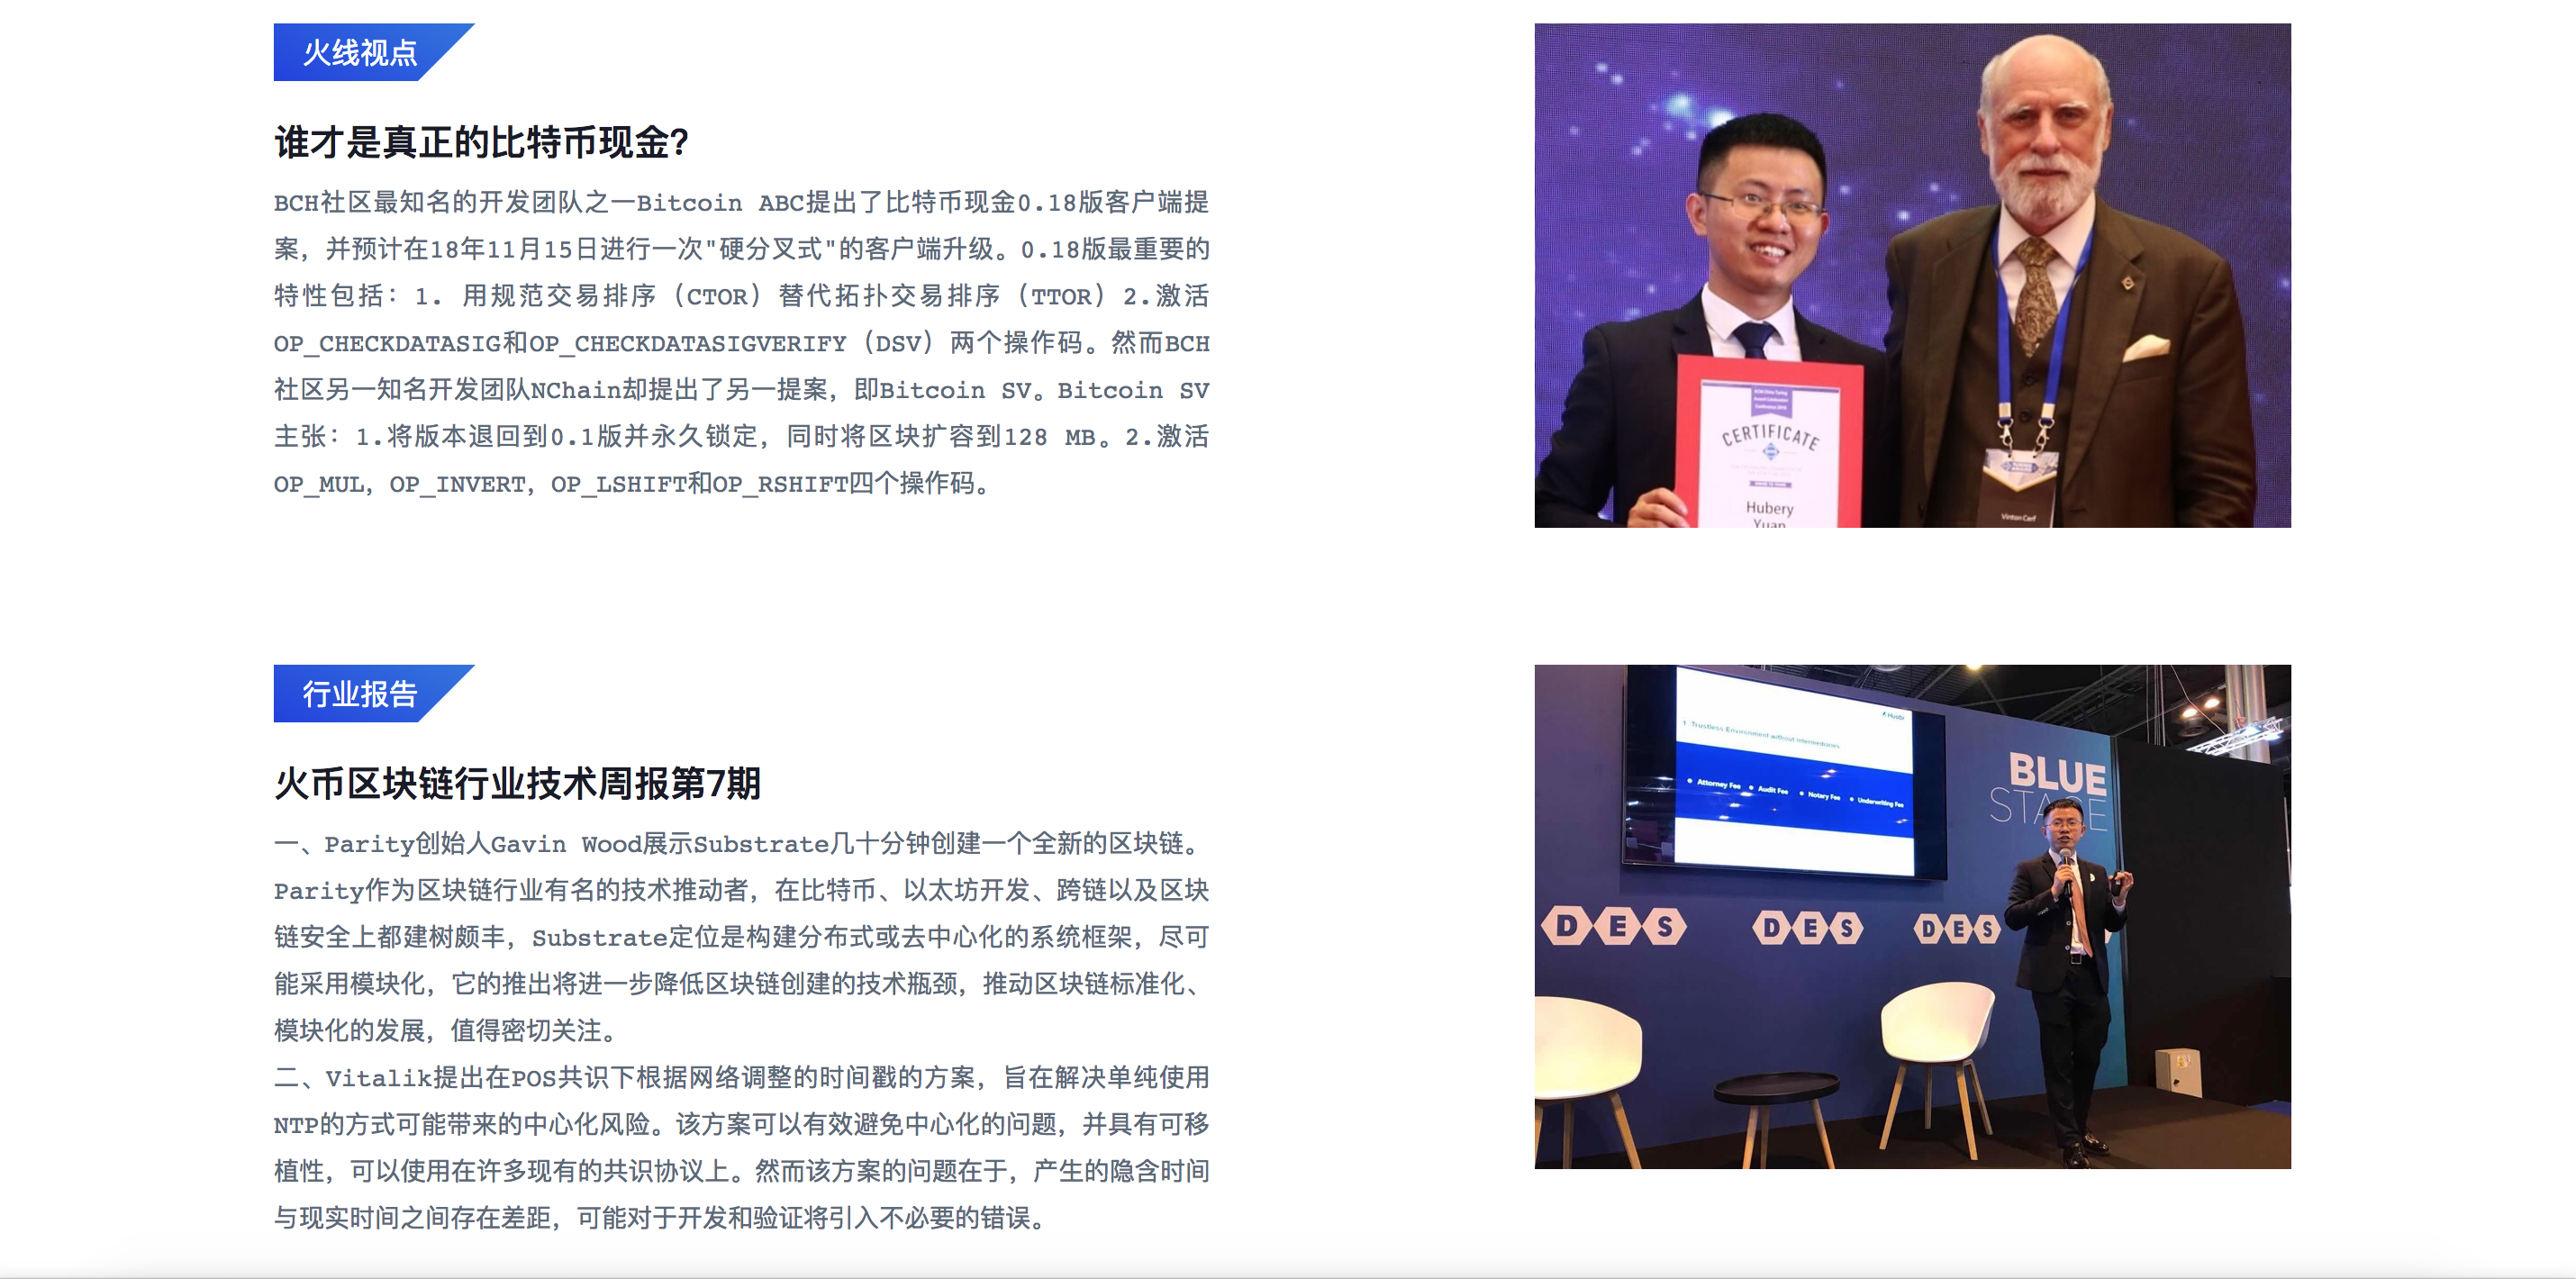 火线视点
谁才是真正的比特币现金?
BCH社区最知名的开发团队之一Bitcoin ABC提出了比特币现金0.18版客户端提
案，并预计在18年11月15日进行一次"硬分叉式"的客户端升级。0.18版最重要的
特性包括：1. 用规范交易排序（CTOR）替代拓扑交易排序（TTOR）2.激活
OP_CHECKDATASIG和OP_CHECKDATASIGVERIFY（DSV）两个操作码。然而BCH
社区另一知名开发团队NChain却提出了另一提案，即Bitcoin SV。Bitcoin SV
主张：1.将版本退回到0.1版并永久锁定，同时将区块扩容到128 MB。2.激活
OP_MUL，OP_INVERT，OP_LSHIFT和OP_RSHIFT四个操作码。
CERTIFICATE
Hubery
Yuan
Vinton Cerf
行业报告
火币区块链行业技术周报第7期
一、Parity创始人Gavin Wood展示Substrate几十分钟创建一个全新的区块链。
Parity作为区块链行业有名的技术推动者，在比特币、以太坊开发、跨链以及区块
链安全上都建树颇丰，Substrate定位是构建分布式或去中心化的系统框架，尽可
能采用模块化，它的推出将进一步降低区块链创建的技术瓶颈，推动区块链标准化、
模块化的发展，值得密切关注。
二、Vitalik提出在POS共识下根据网络调整的时间戳的方案，旨在解决单纯使用
NTP的方式可能带来的中心化风险。该方案可以有效避免中心化的问题，并具有可移
植性，可以使用在许多现有的共识协议上。然而该方案的问题在于，产生的隐含时间
与现实时间之间存在差距，可能对于开发和验证将引入不必要的错误。
Huobi
1. Trustless Environment without Intermediaries
Attorney Fee
Audit Fee
Notary Fee
Underwriting Fee
BLUE
STAGE
DES
DES
DES